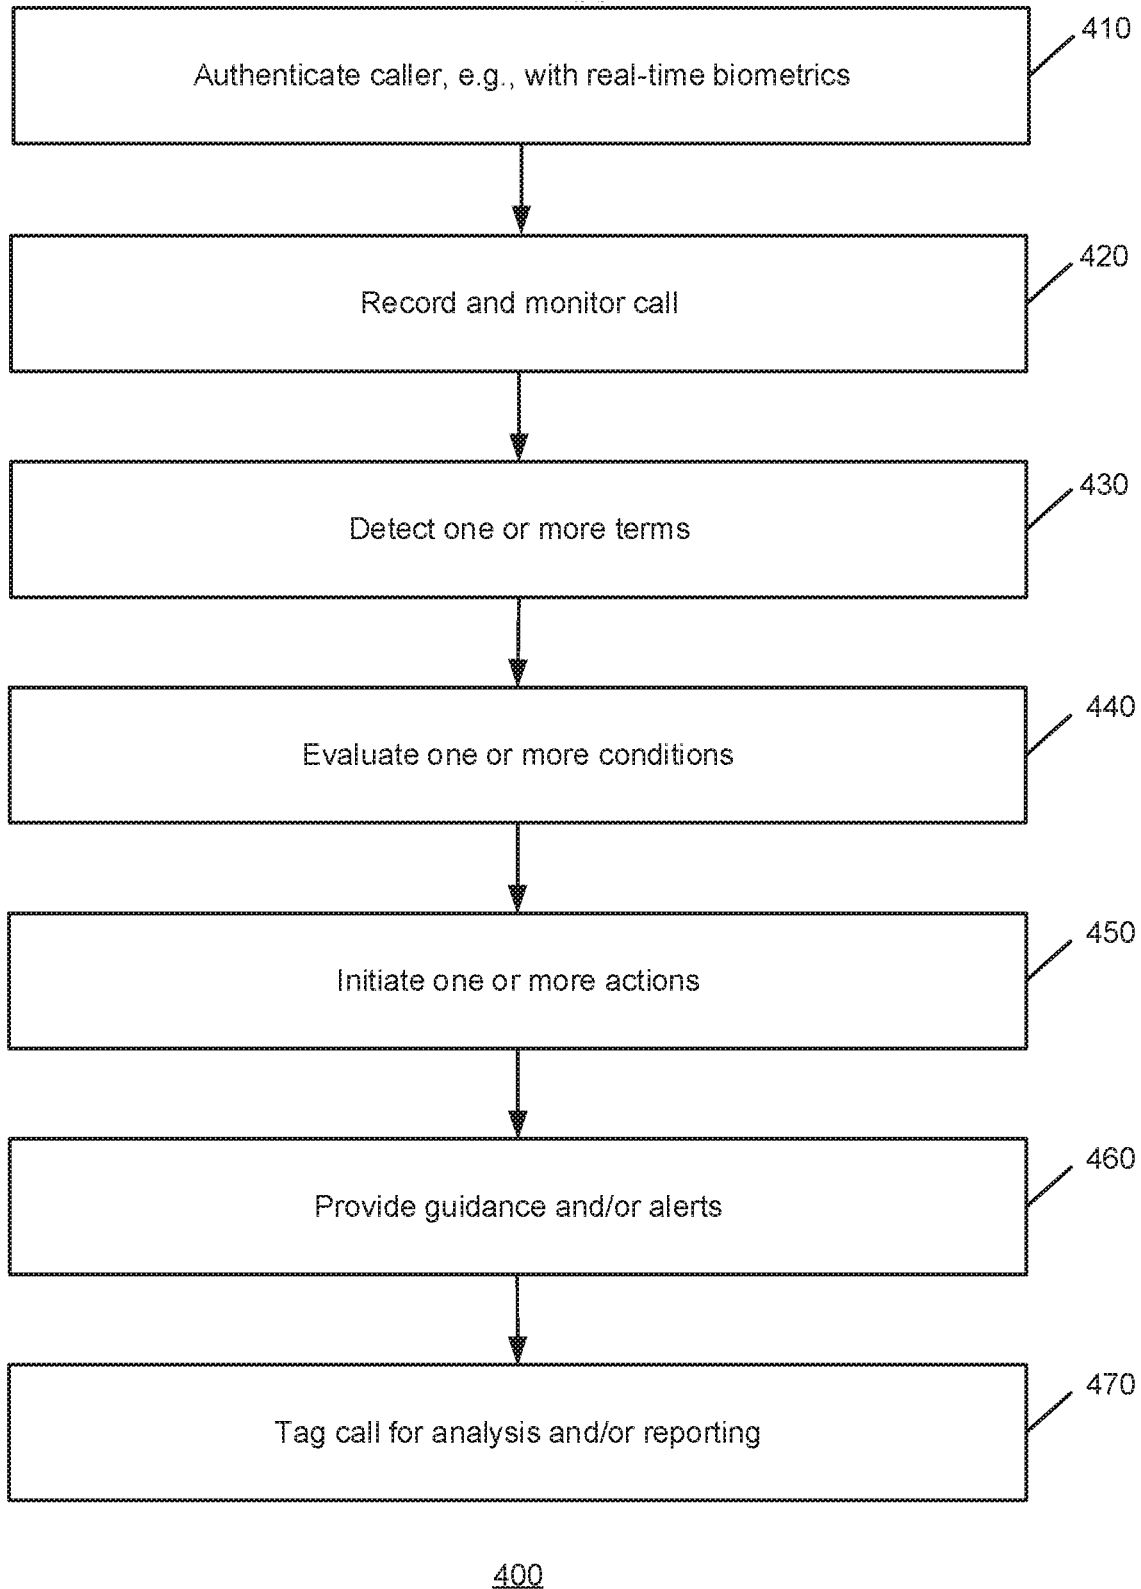 410
Authenticate caller, e.g., with real-time biometrics
420
Record and monitor call
430
Detect one or more terms
440
Evaluate one or more conditions
450
Initiate one or more actions
460
Provide guidance and/or alerts
470
Tag call for analysis and/or reporting
400